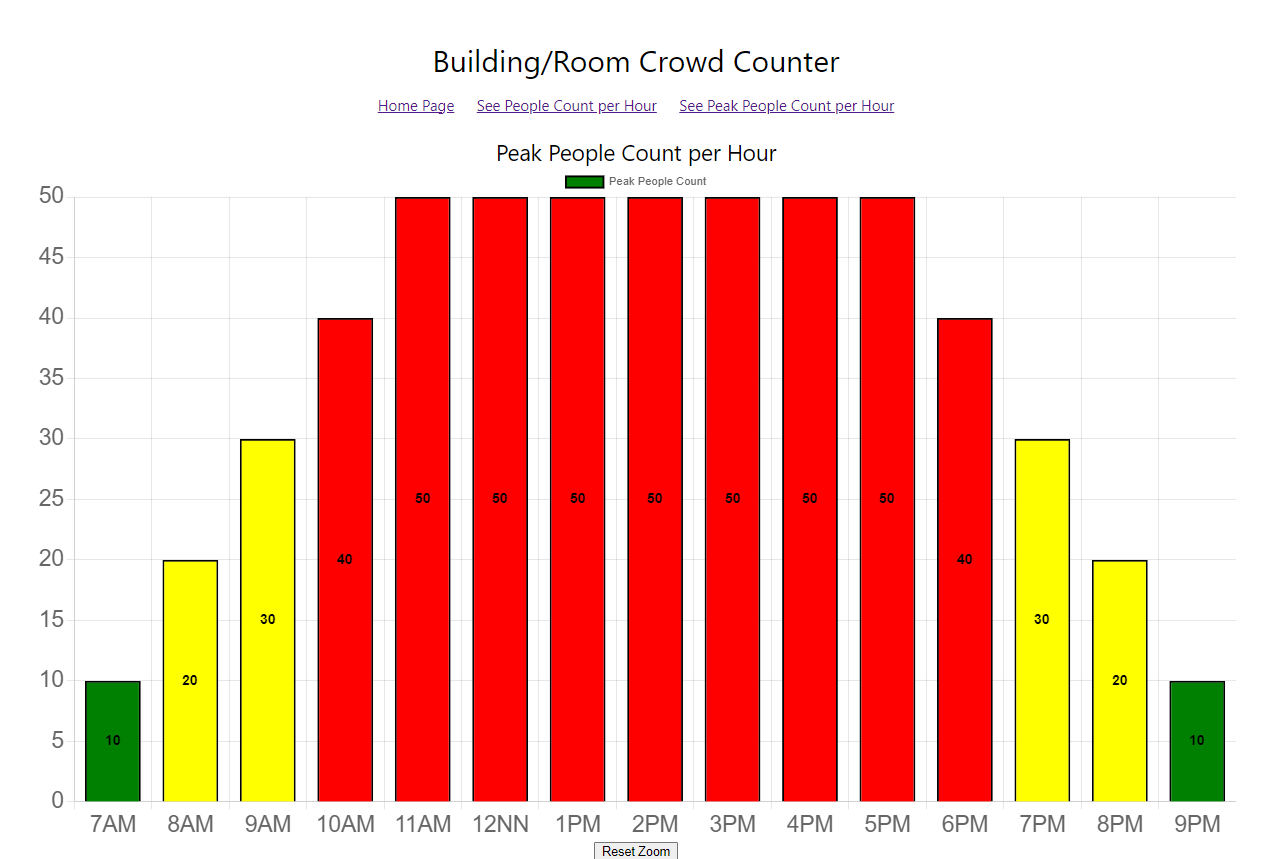 Building/Room Crowd Counter
Home Page See People Count per Hour See Peak People Count per Hour
Peak People Count per Hour
Peak People Count
50
45
40
35
30
25
20
15
10
5
0
50 50 50 50 50 50 50
40 40
30 30
20 20
10 10
7AM 8AM 9AM 10AM 11AM 12NN 1PM 2PM 3PM 4PM 5PM 6PM 7PM 8PM 9PM
Reset Zoom